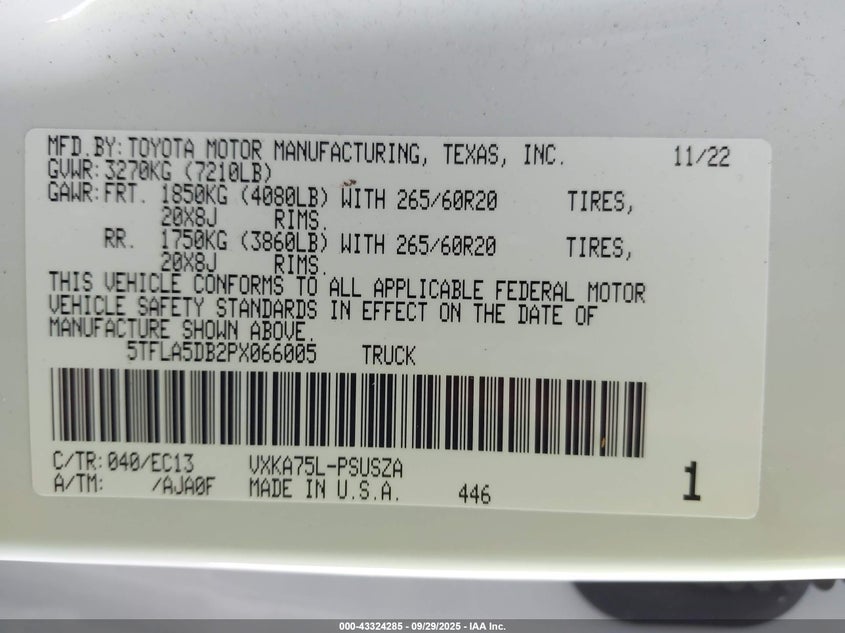 MFD.BY: TOYOTA MOTOR MANUFACTURING, TEXAS, INC. 11/22
GVWR: 3270KG (7210LB)
GAWR: FRT. 1850KG (4080LB) WITH 265/60R20 TIRES,
20X8J RIMS.
RR. 1750KG (3860LB) WITH 265/60R20 TIRES,
20X8J RIMS.
THIS VEHICLE CONFORMS TO ALL APPLICABLE FEDERAL MOTOR
VEHICLE SAFETY STANDARDS IN EFFECT ON THE DATE OF
MANUFACTURE SHOWN ABOVE.
5TFLA5DB2PX066005 TRUCK
C/TR: 040/EC13 VXKA75L-PSUSZA
A/TM: /AJA0F MADE IN U.S.A. 446 1
000-43324285 - 09/29/2025 - IAA Inc.